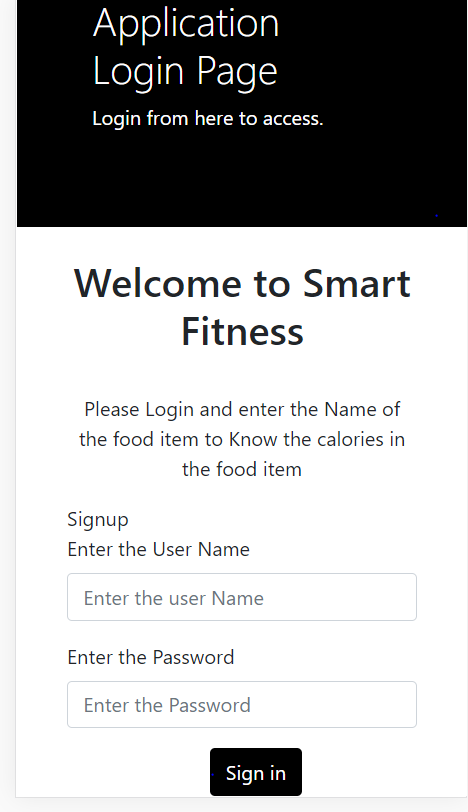 Application
Login Page
Login from here to access.
Welcome to Smart
Fitness
Please Login and enter the Name of
the food item to Know the calories in
the food item
Signup
Enter the User Name
Enter the user Name
Enter the Password
Enter the Password
Sign in